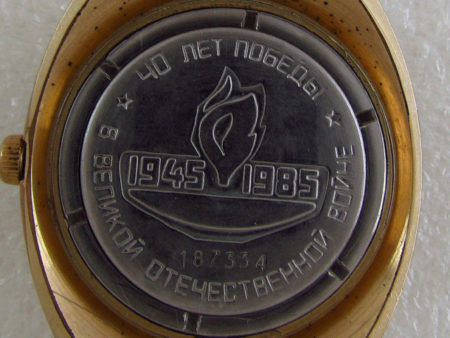 ★ 40 ЛЕТ ПОБЕДЫ ★
В ВЕЛИКОЙ ОТЕЧЕСТВЕННОЙ ВОЙНЕ
1945 1985
187334